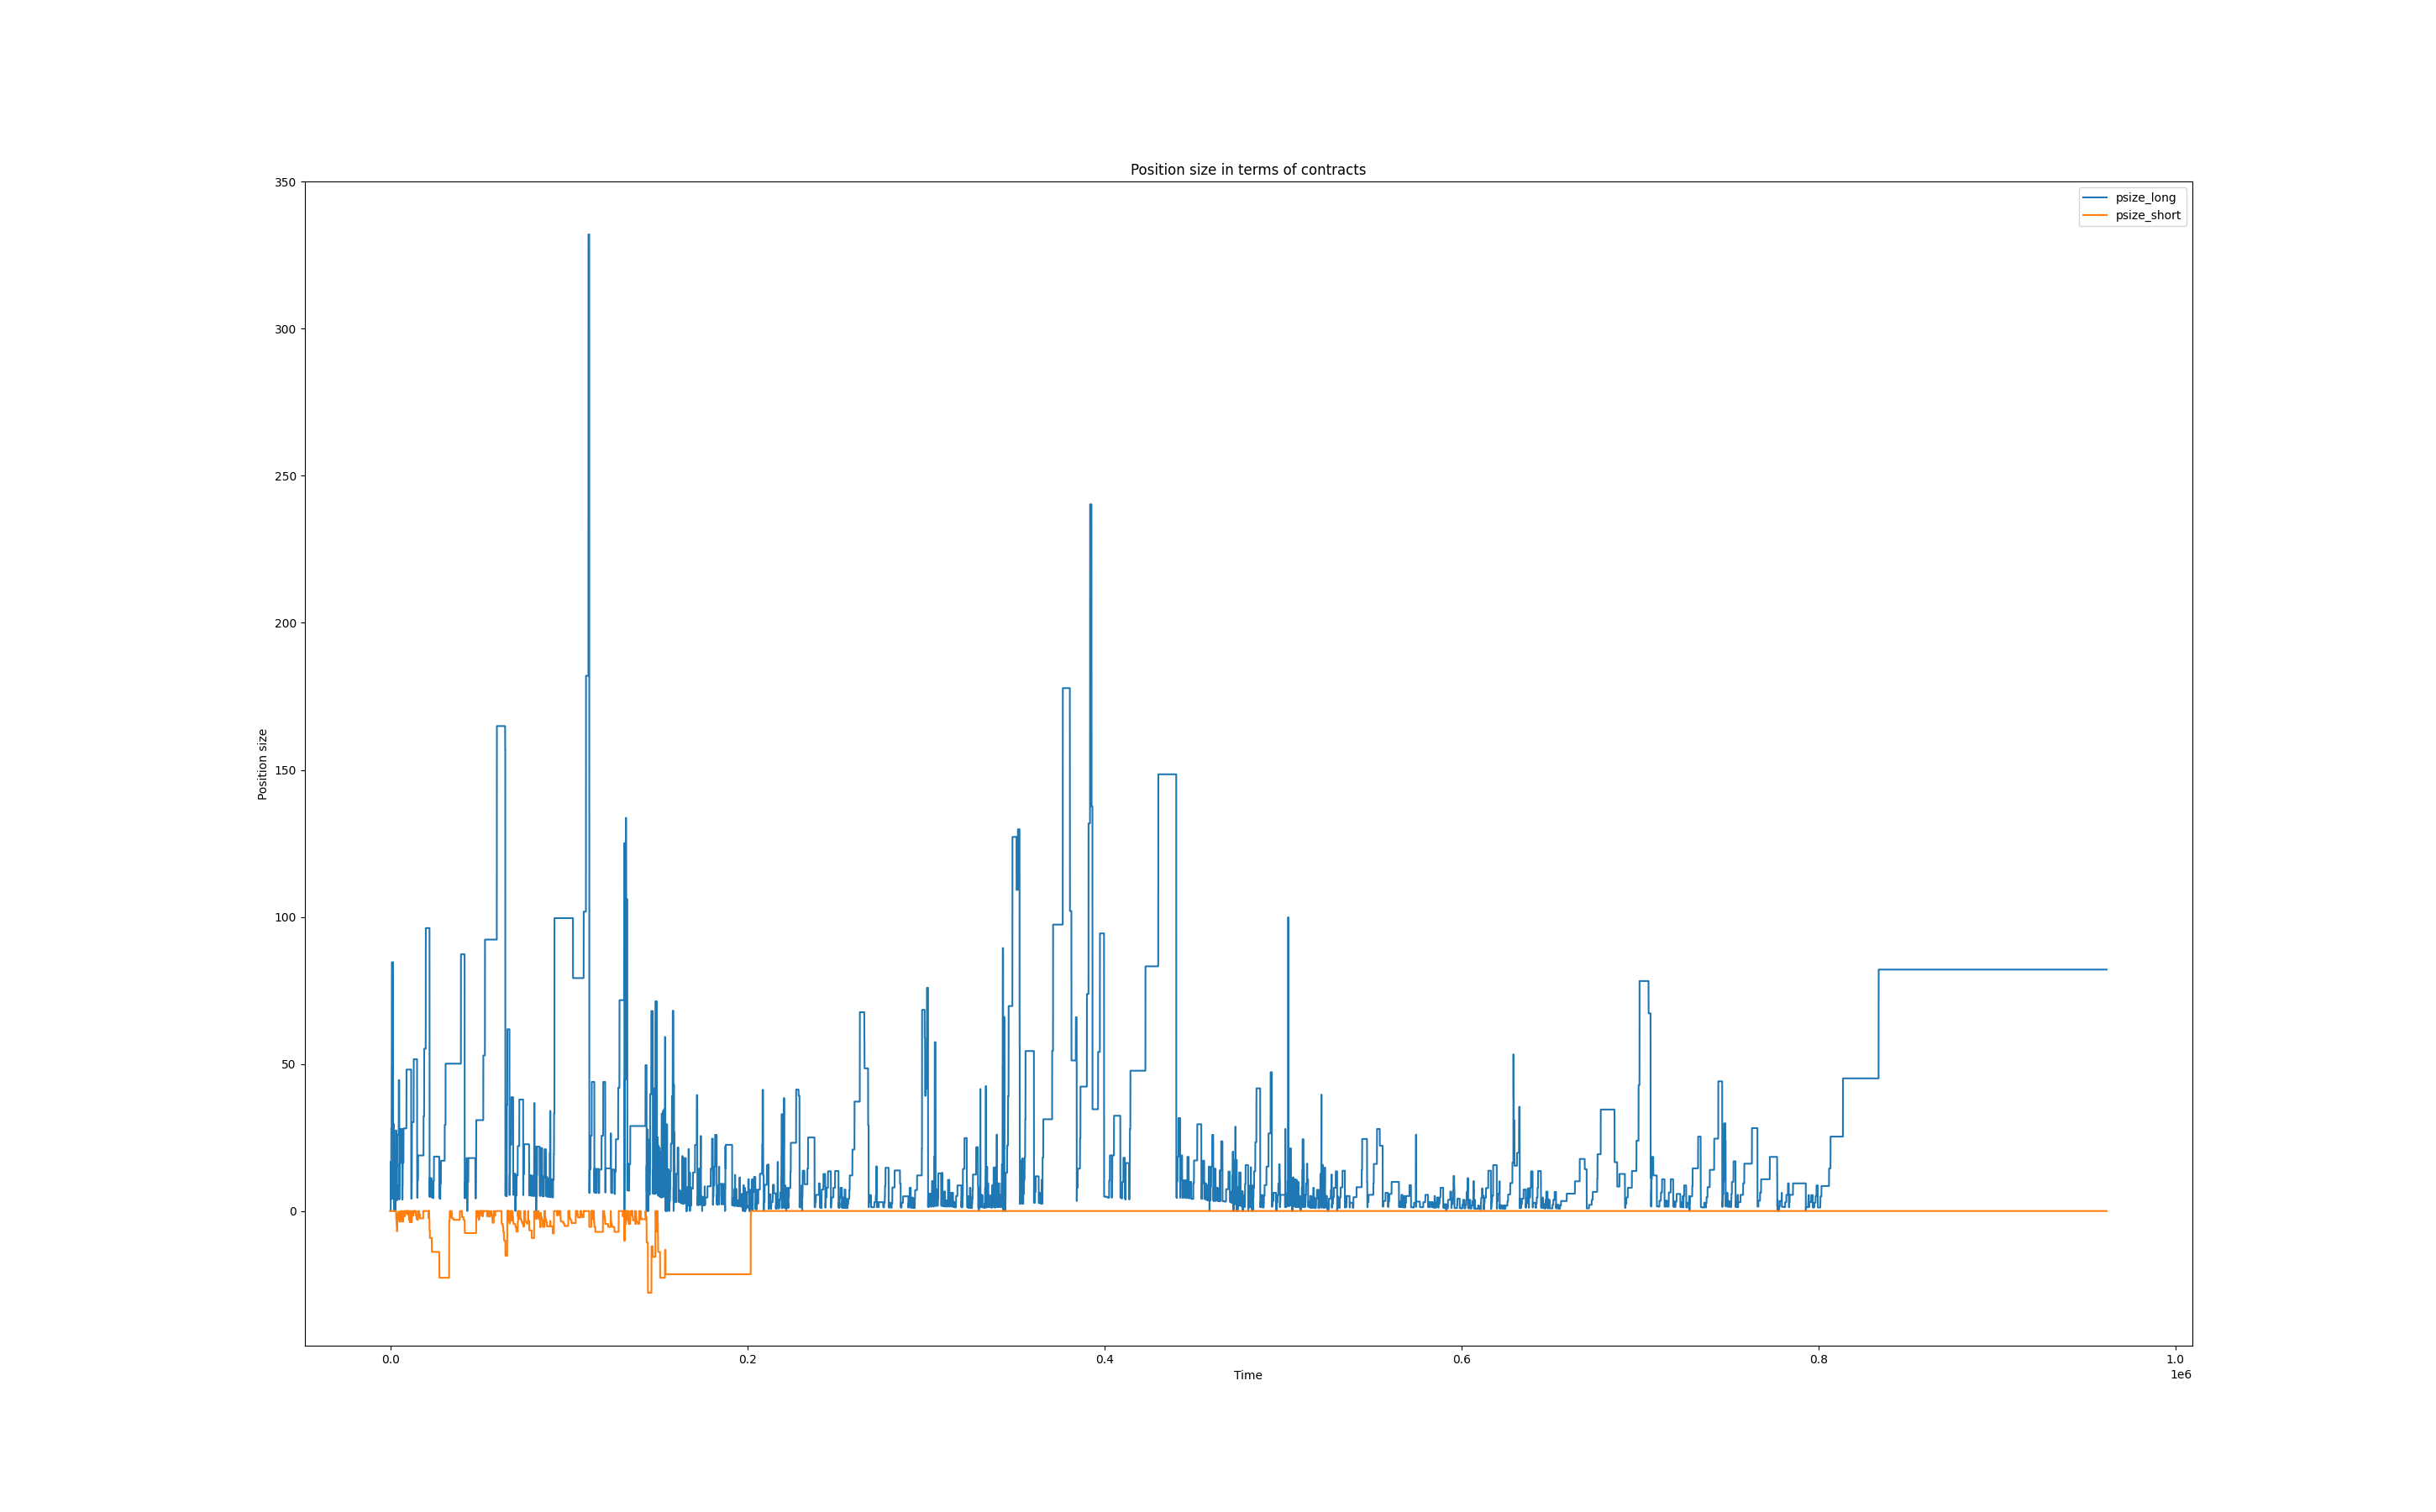 Position size in terms of contracts
psize_long
psize_short
350
300
250
200
150
100
50
0
Position size
0.0 0.2 0.4 0.6 0.8 1.0
1e6
Time